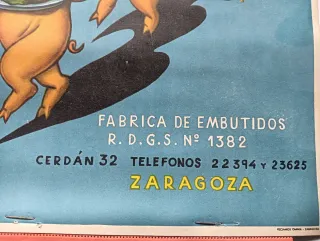 FABRICA DE EMBUTIDOS
R. D. G. S. Nº 1382
CERDÁN 32 TELEFONOS 22394 Y 23625
ZARAGOZA